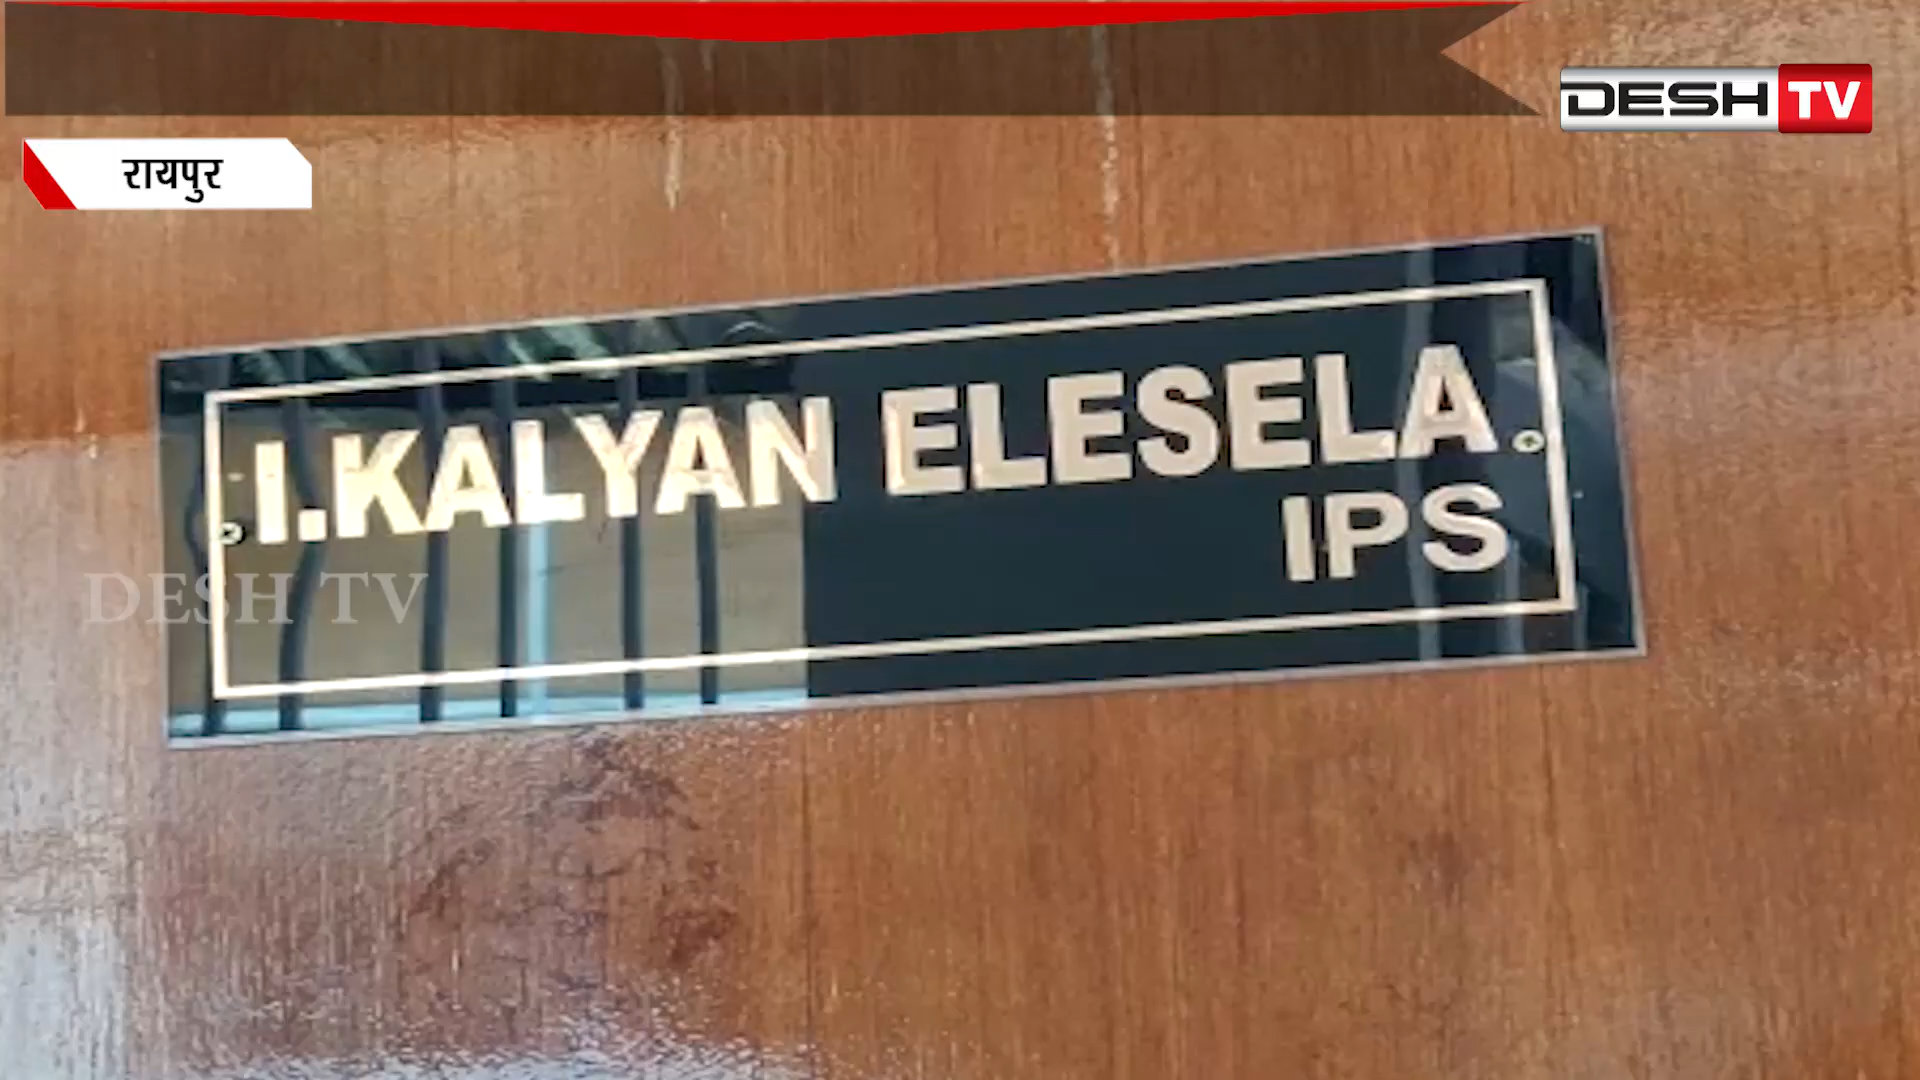 DESH TV
रायपुर
I.KALYAN ELESELA
IPS
DESH TV